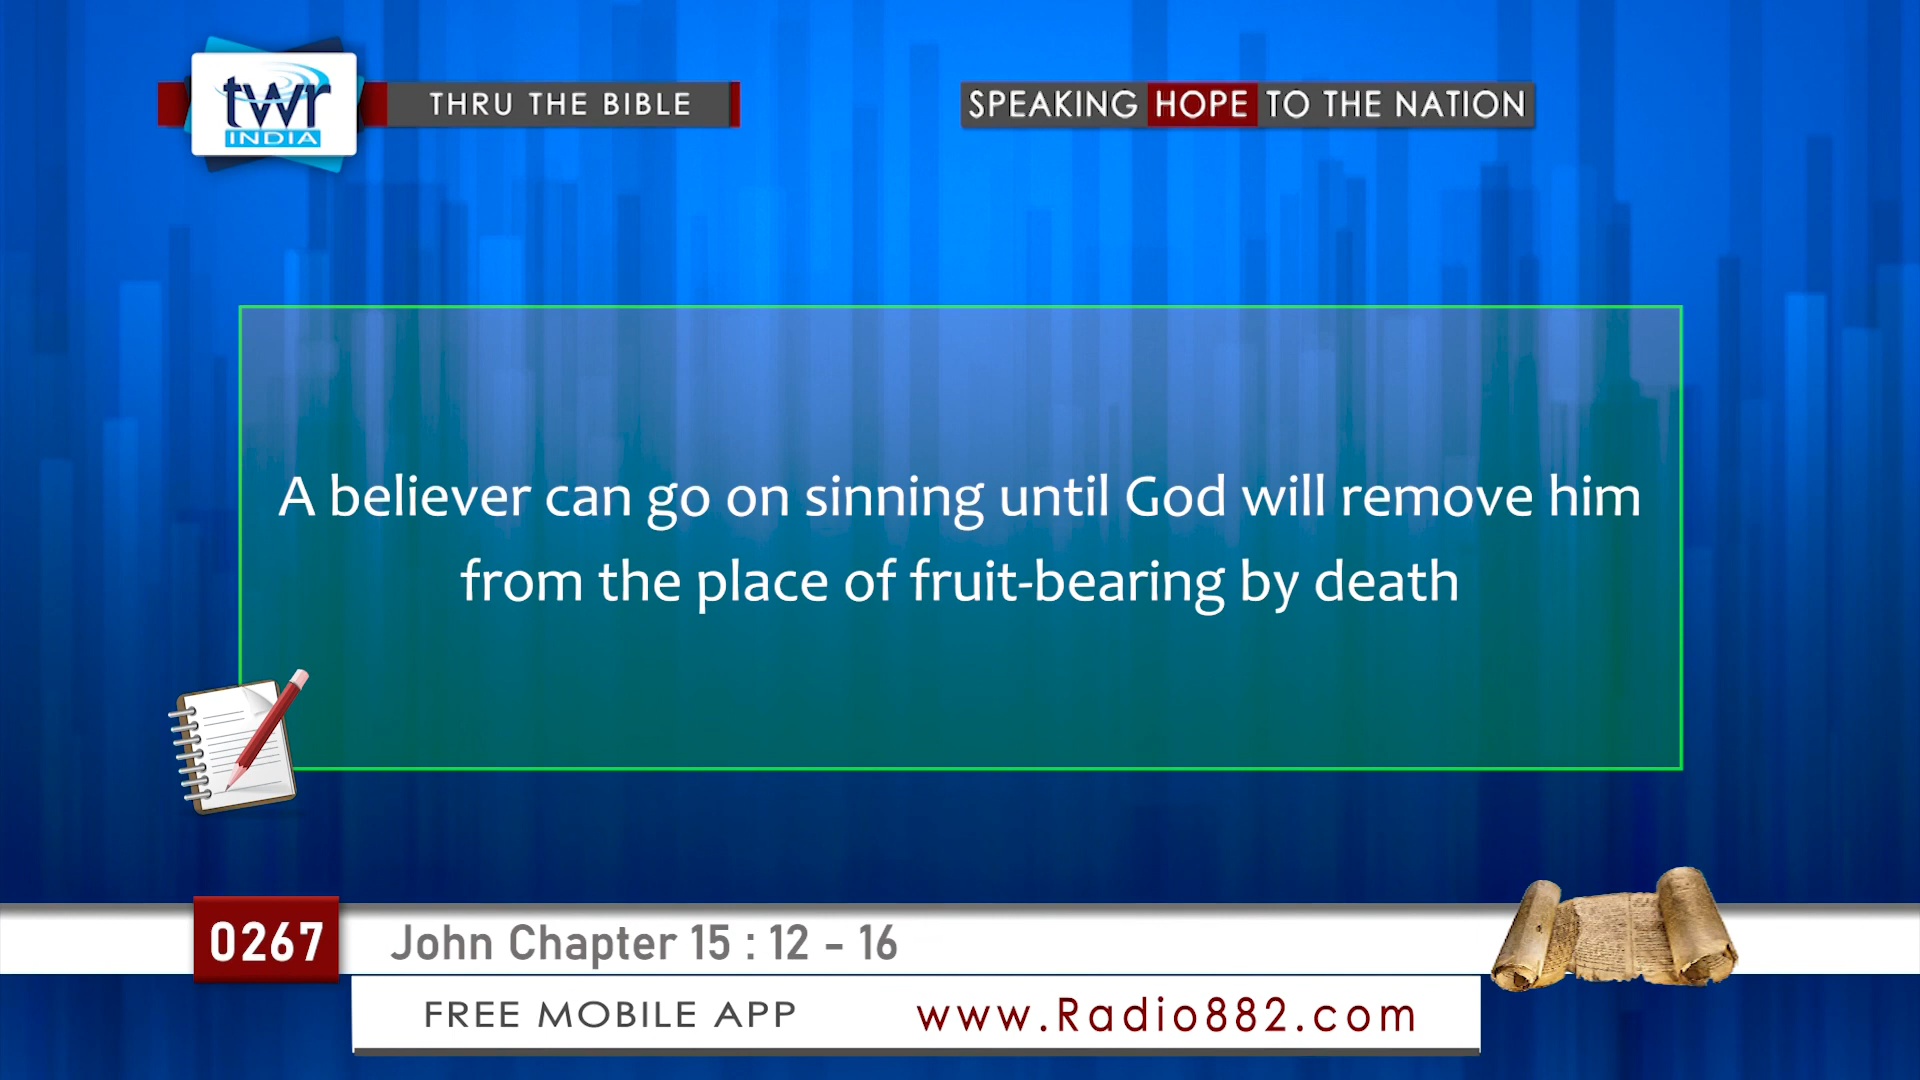 twr
INDIA
THRU THE BIBLE
SPEAKING HOPE TO THE NATION
A believer can go on sinning until God will remove him
from the place of fruit-bearing by death
0267
John Chapter 15 : 12 - 16
FREE MOBILE APP
www.Radio882.com